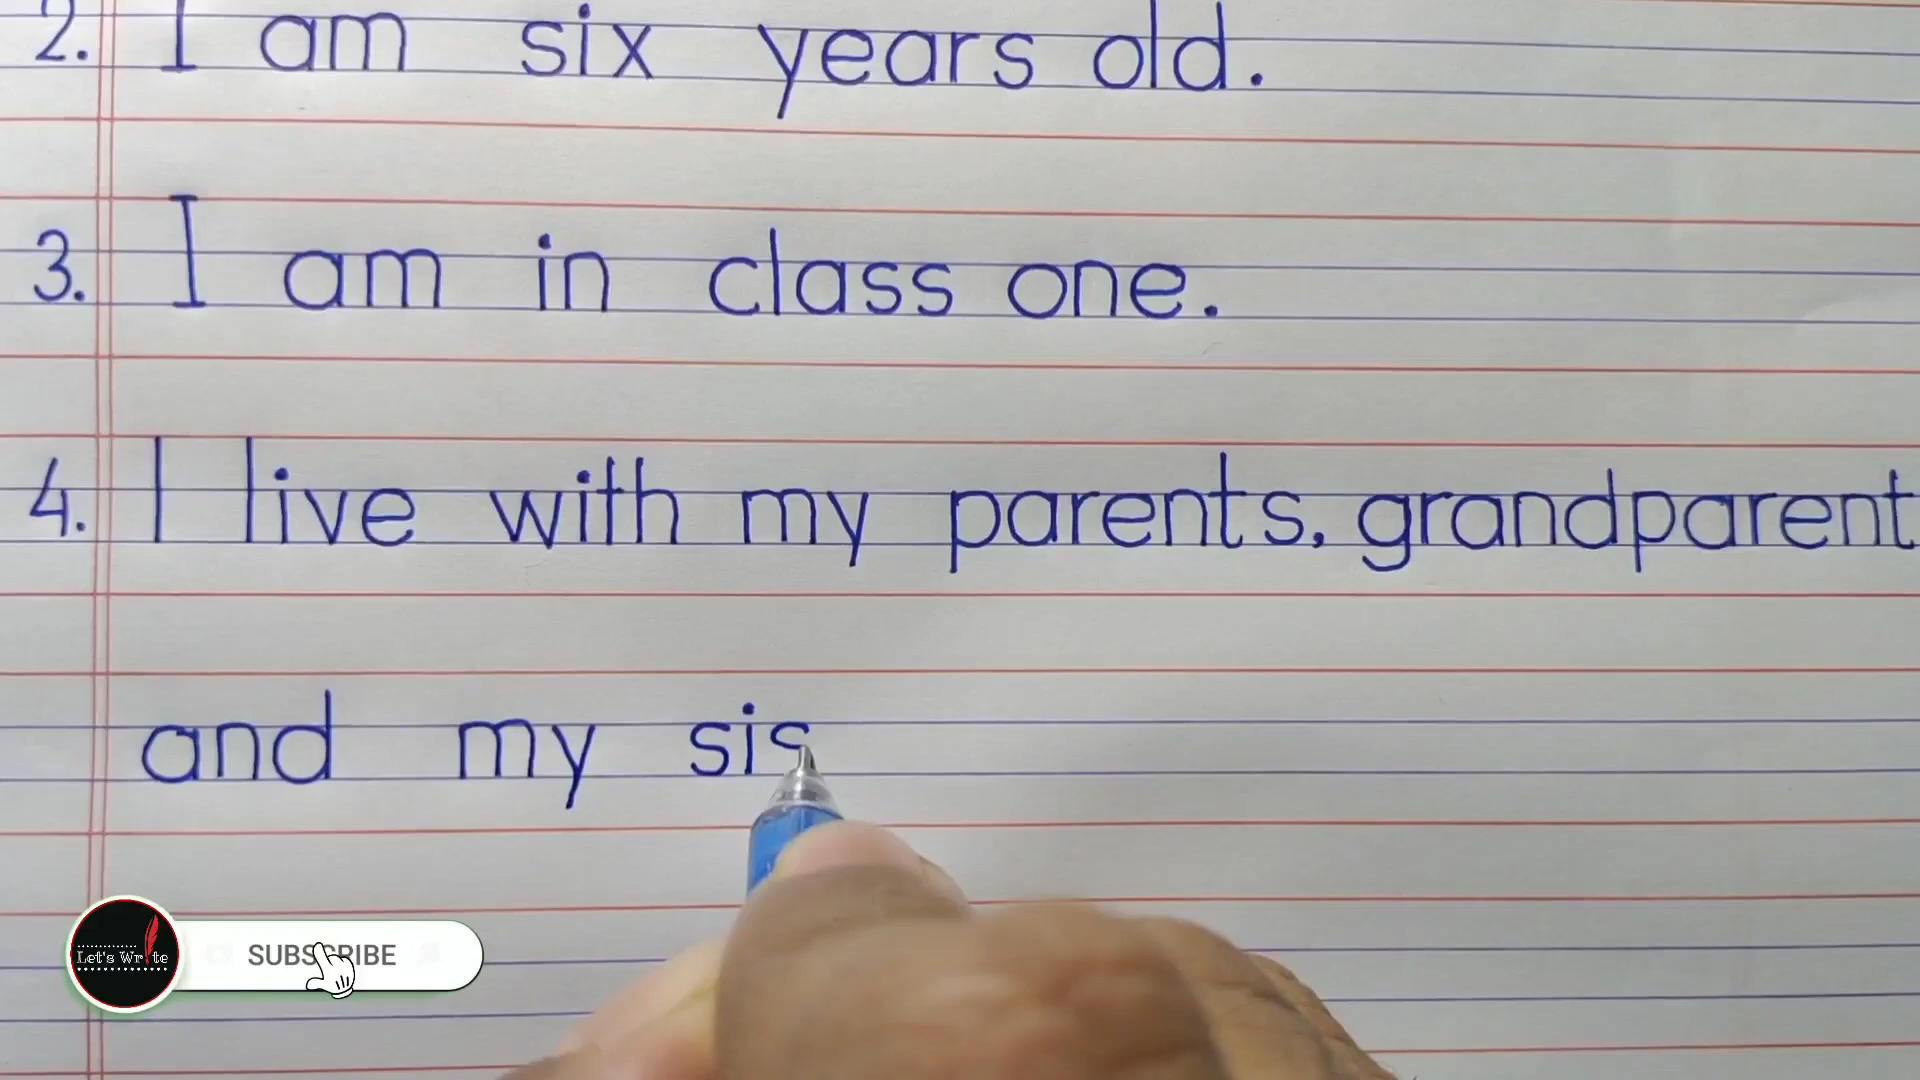 2. I am six years old.
3. I am in class one.
4. I live with my parents, grandparent
and my sis
Let's Write
SUBSCRIBE